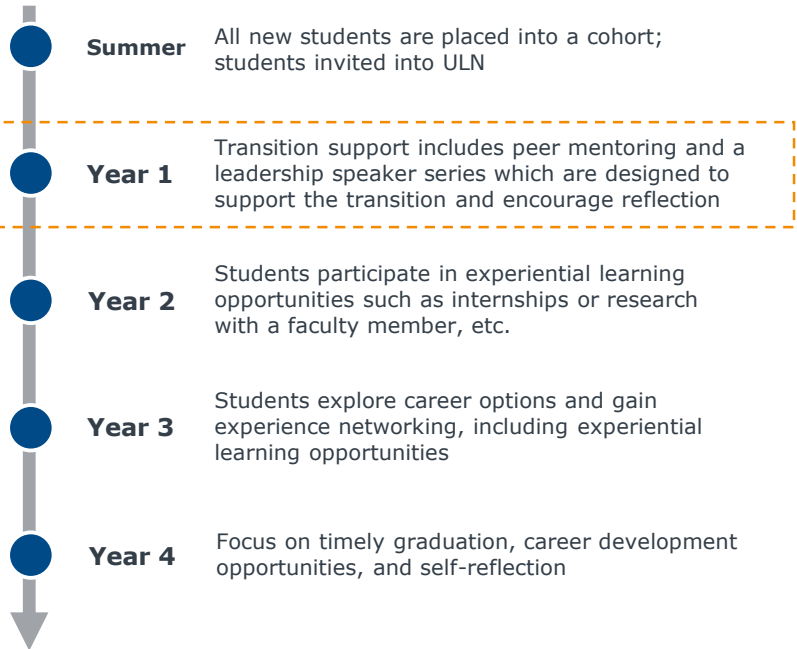 Summer
All new students are placed into a cohort;
students invited into ULN
Year 1
Transition support includes peer mentoring and a
leadership speaker series which are designed to
support the transition and encourage reflection
Year 2
Students participate in experiential learning
opportunities such as internships or research
with a faculty member, etc.
Year 3
Students explore career options and gain
experience networking, including experiential
learning opportunities
Year 4
Focus on timely graduation, career development
opportunities, and self-reflection